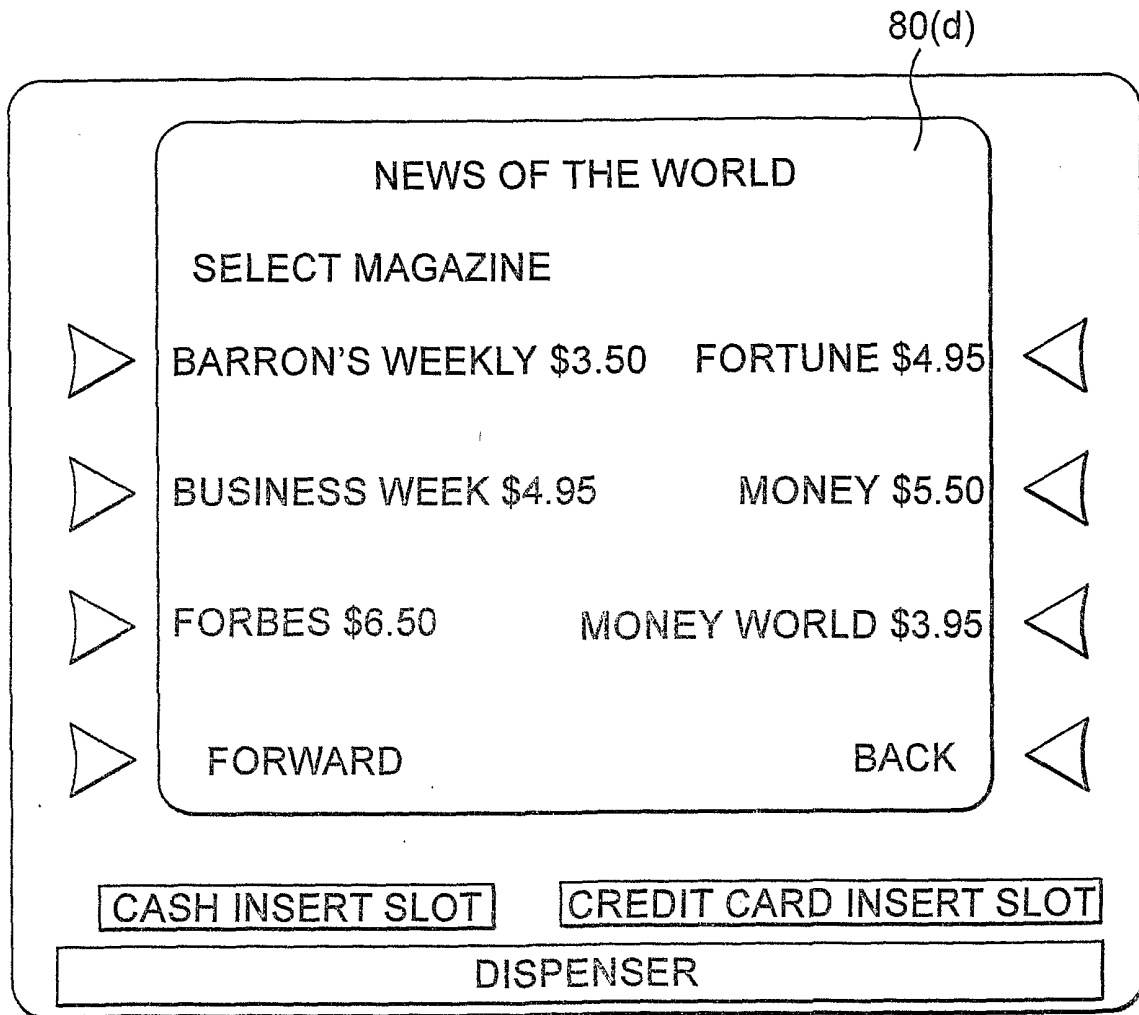 80(d)
NEWS OF THE WORLD
SELECT MAGAZINE
BARRON'S WEEKLY $3.50 FORTUNE $4.95
BUSINESS WEEK $4.95 MONEY $5.50
FORBES $6.50 MONEY WORLD $3.95
FORWARD BACK
CASH INSERT SLOT CREDIT CARD INSERT SLOT
DISPENSER